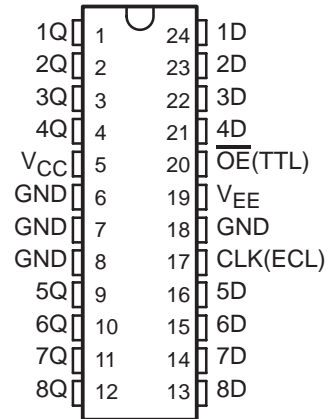 1Q 1 24 1D
2Q 2 23 2D
3Q 3 22 3D
4Q 4 21 4D
VCC 5 20 OE(TTL)
GND 6 19 VEE
GND 7 18 GND
GND 8 17 CLK(ECL)
5Q 9 16 5D
6Q 10 15 6D
7Q 11 14 7D
8Q 12 13 8D